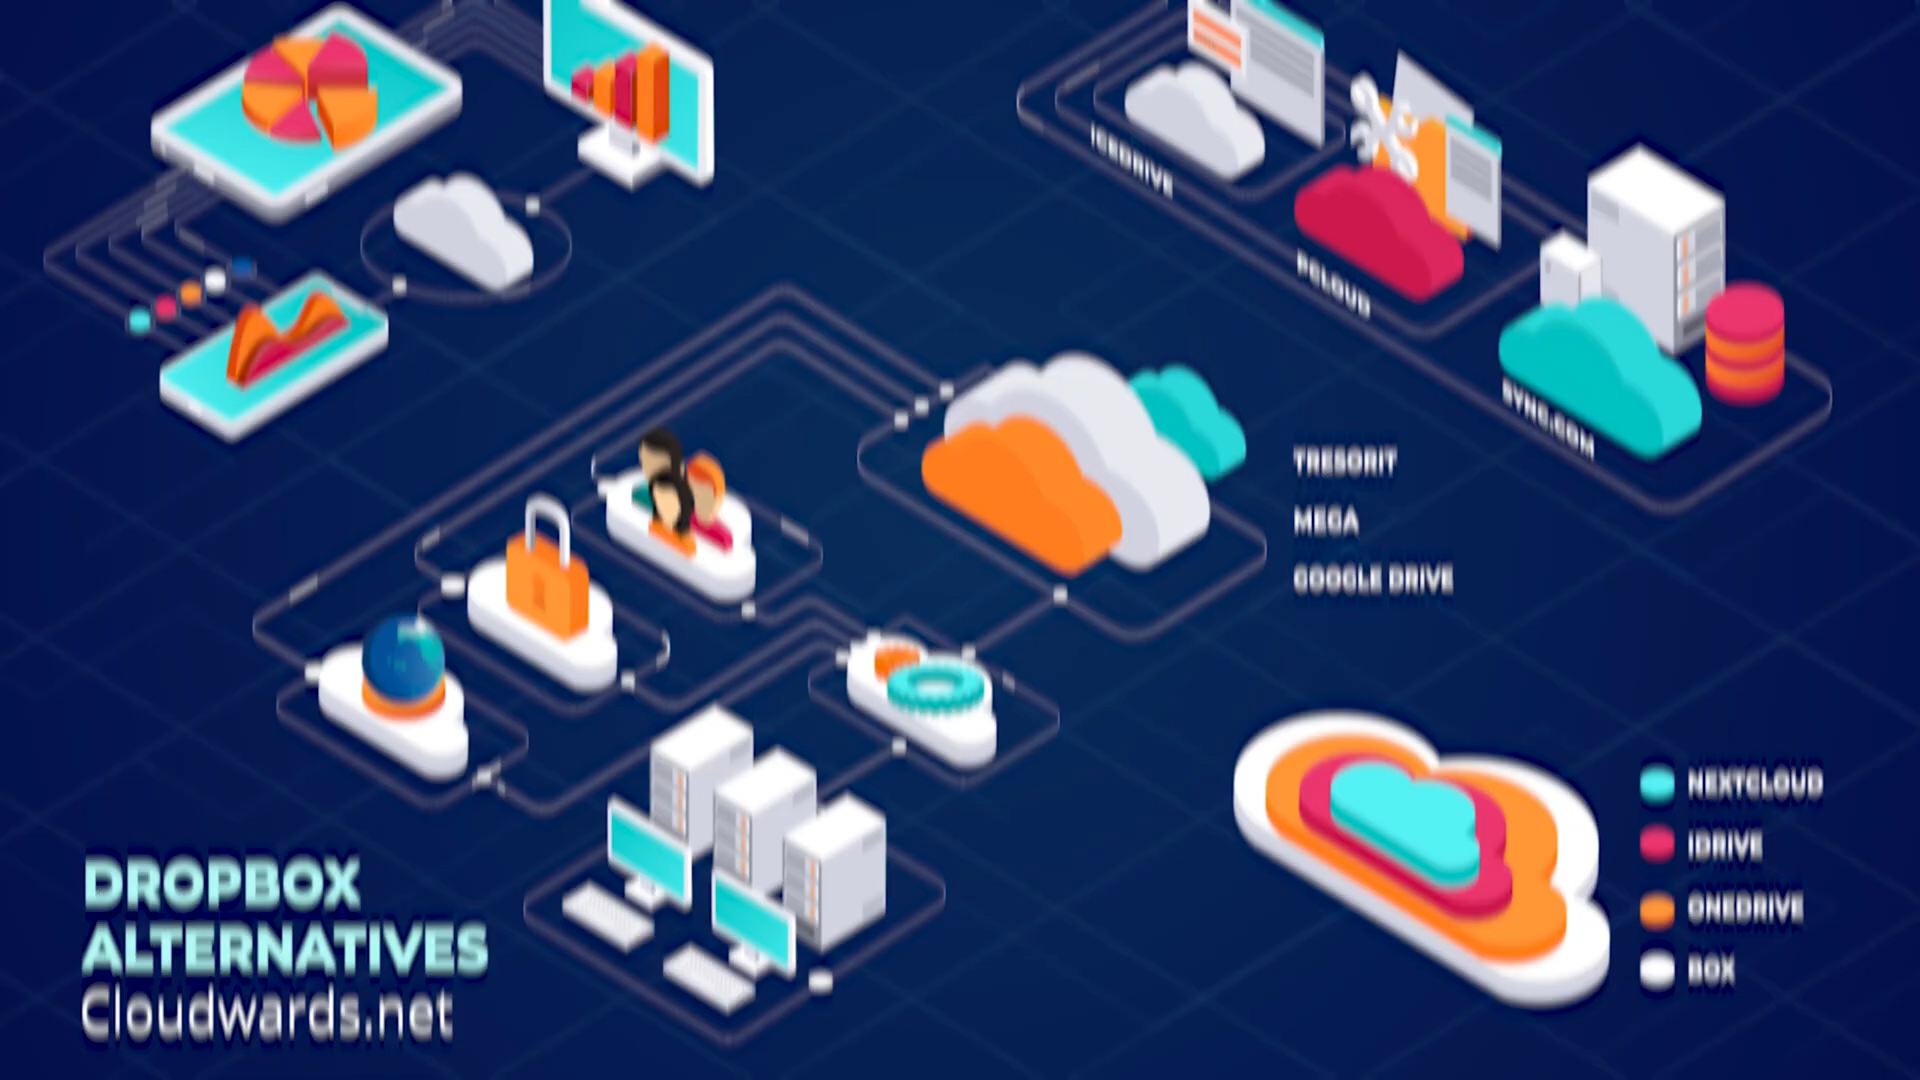 ICEDRIVE
PCLOUD
SYNC.COM
TRESORIT
MEGA
GOOGLE DRIVE
NEXTCLOUD
IDRIVE
ONEDRIVE
BOX
DROPBOX
ALTERNATIVES
Cloudwards.net